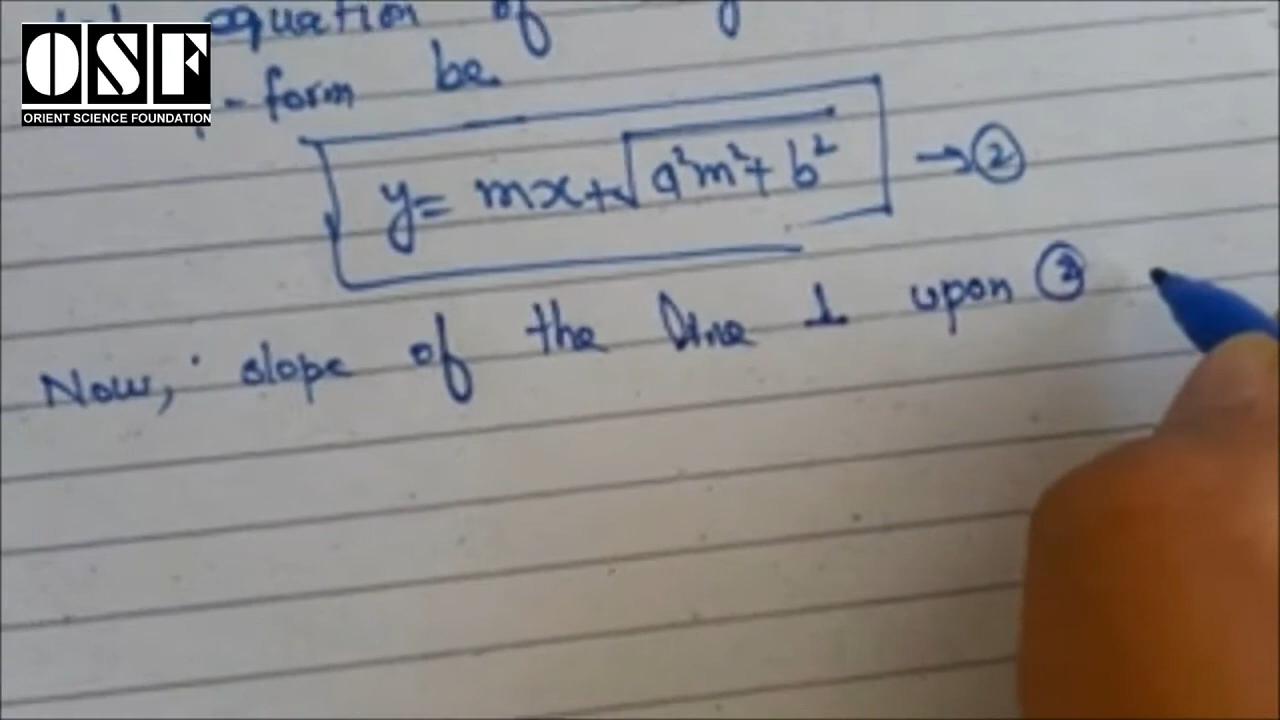 OSF
ORIENT SCIENCE FOUNDATION
equation of
-form be
y= mx+√a²m²+b² →②
Now, slope of the line ⊥ upon ②